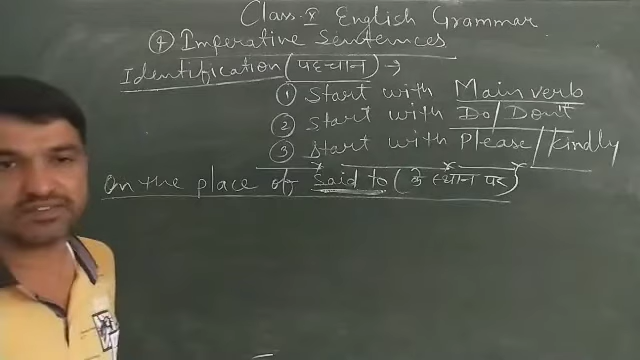 Class-X English Grammar
④ Imperative Sentences
Identification (पहचान) →
① Start with Main verb
② Start with Do/Don't
③ Start with Please/Kindly
On the place of Said to (के स्थान पर)